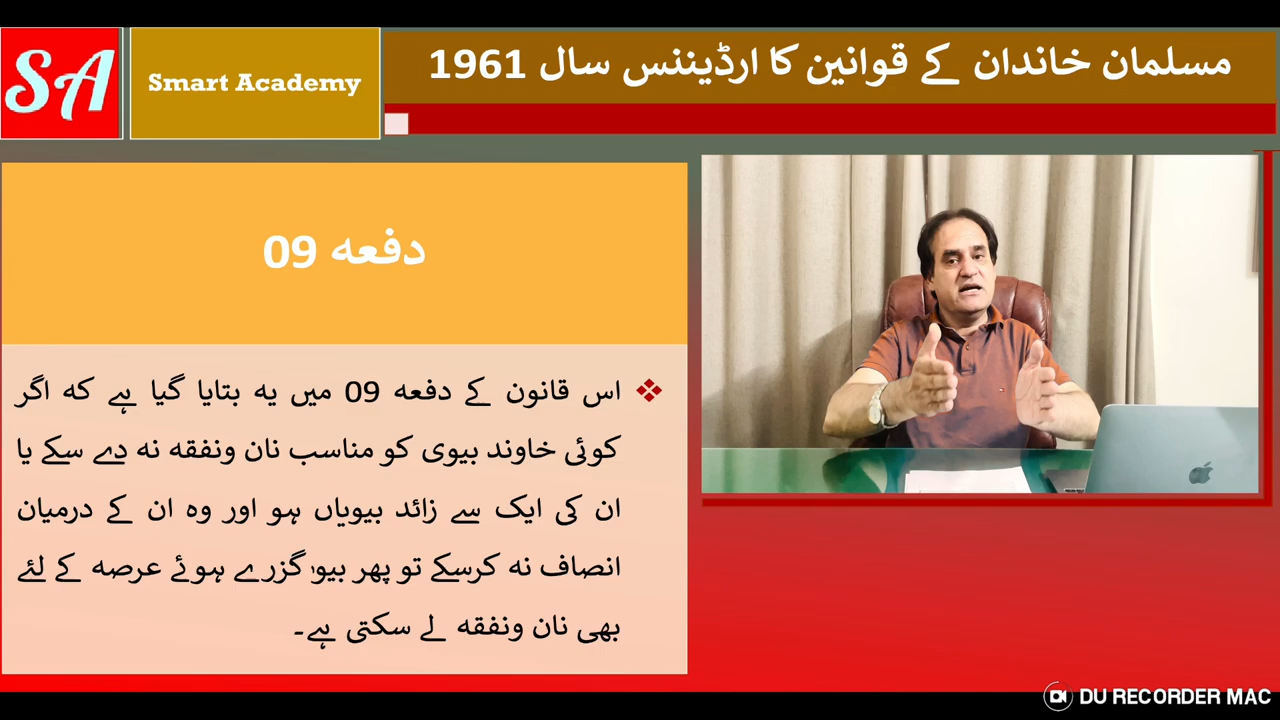 SA
Smart Academy
مسلمان خاندان کے قوانین کا ارڈیننس سال 1961
دفعہ 09
❖ اس قانون کے دفعہ 09 میں یہ بتایا گیا ہے کہ اگر
کوئی خاوند بیوی کو مناسب نان ونفقہ نہ دے سکے یا
ان کی ایک سے زائد بیویاں ہو اور وہ ان کے درمیان
انصاف نہ کرسکے تو پھر گزرے ہوئے عرصہ کے لئے
بھی نان ونفقہ لے سکتی ہے۔
DU RECORDER MAC